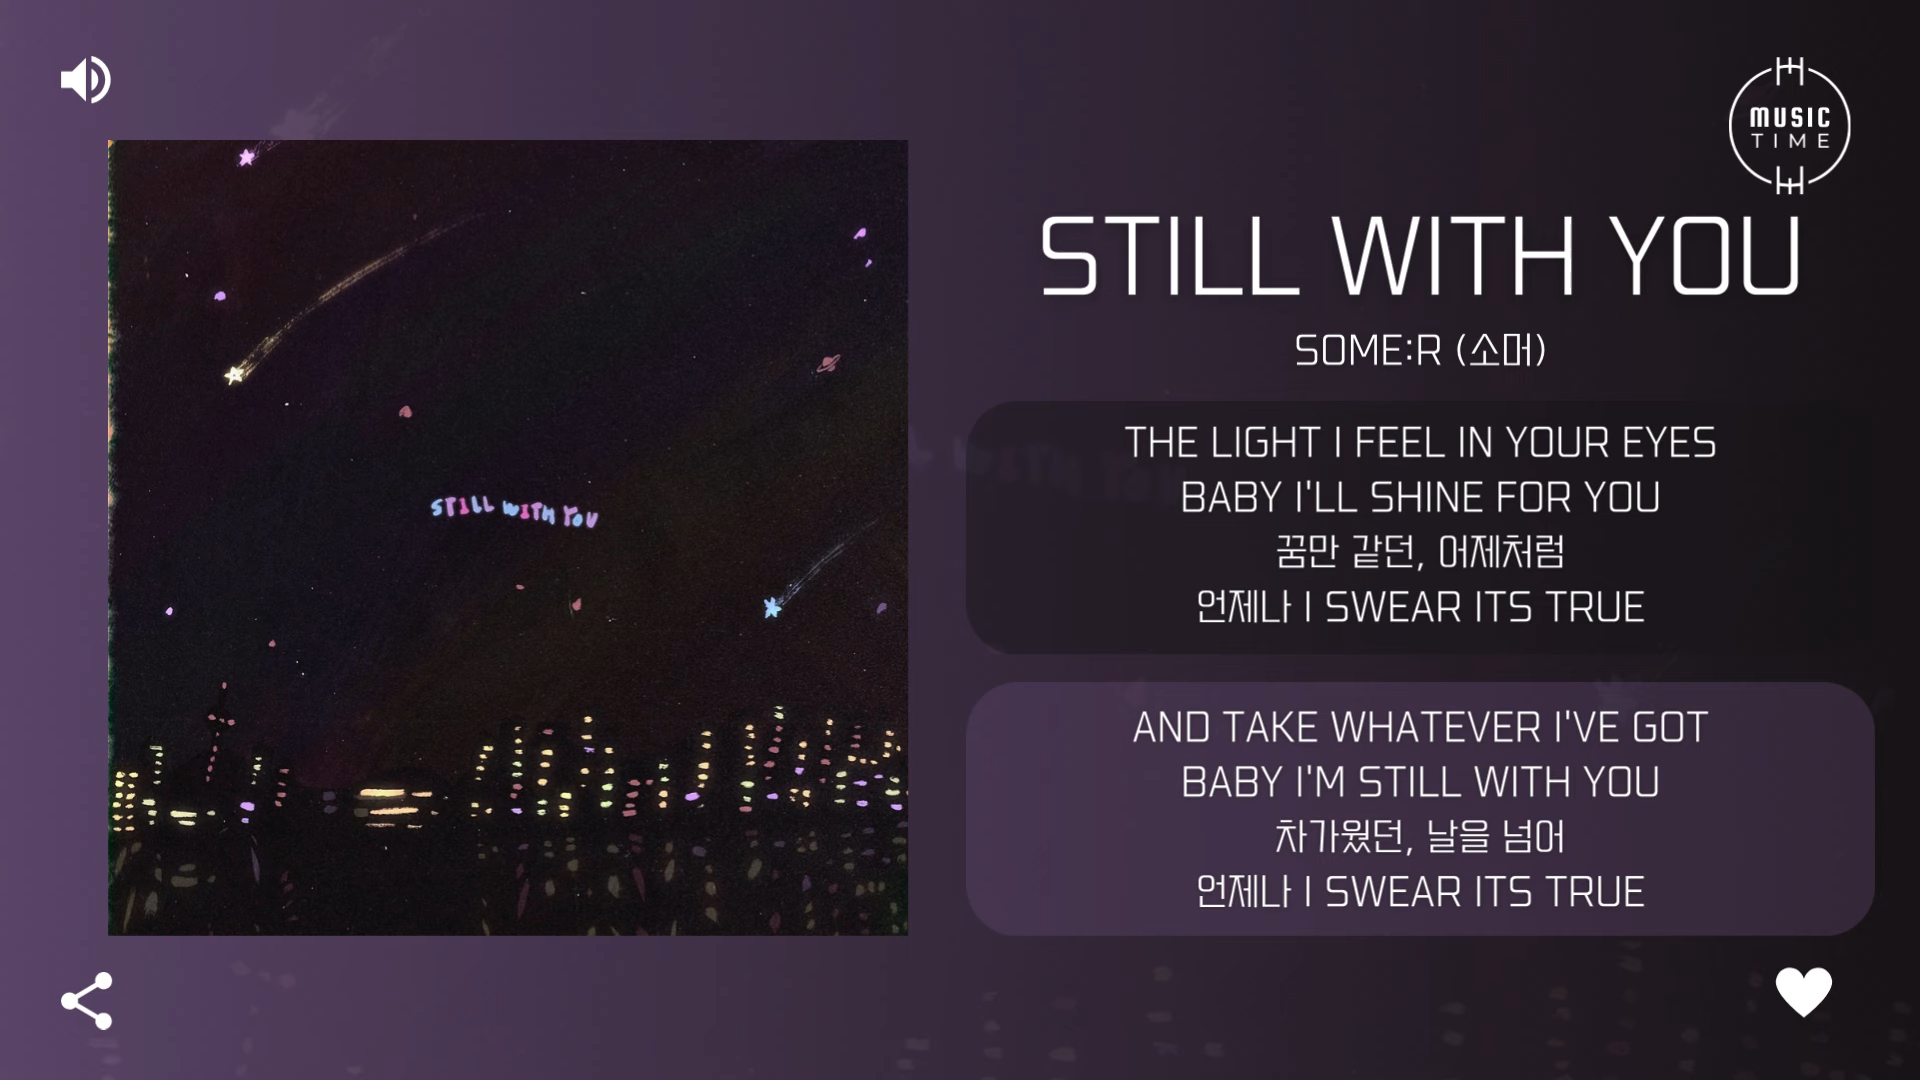 MUSIC
TIME
STILL WITH YOU
SOME:R (소머)
STILL WITH YOU
THE LIGHT I FEEL IN YOUR EYES
BABY I'LL SHINE FOR YOU
꿈만 같던, 어제처럼
언제나 I SWEAR ITS TRUE
AND TAKE WHATEVER I'VE GOT
BABY I'M STILL WITH YOU
차가웠던, 날을 넘어
언제나 I SWEAR ITS TRUE